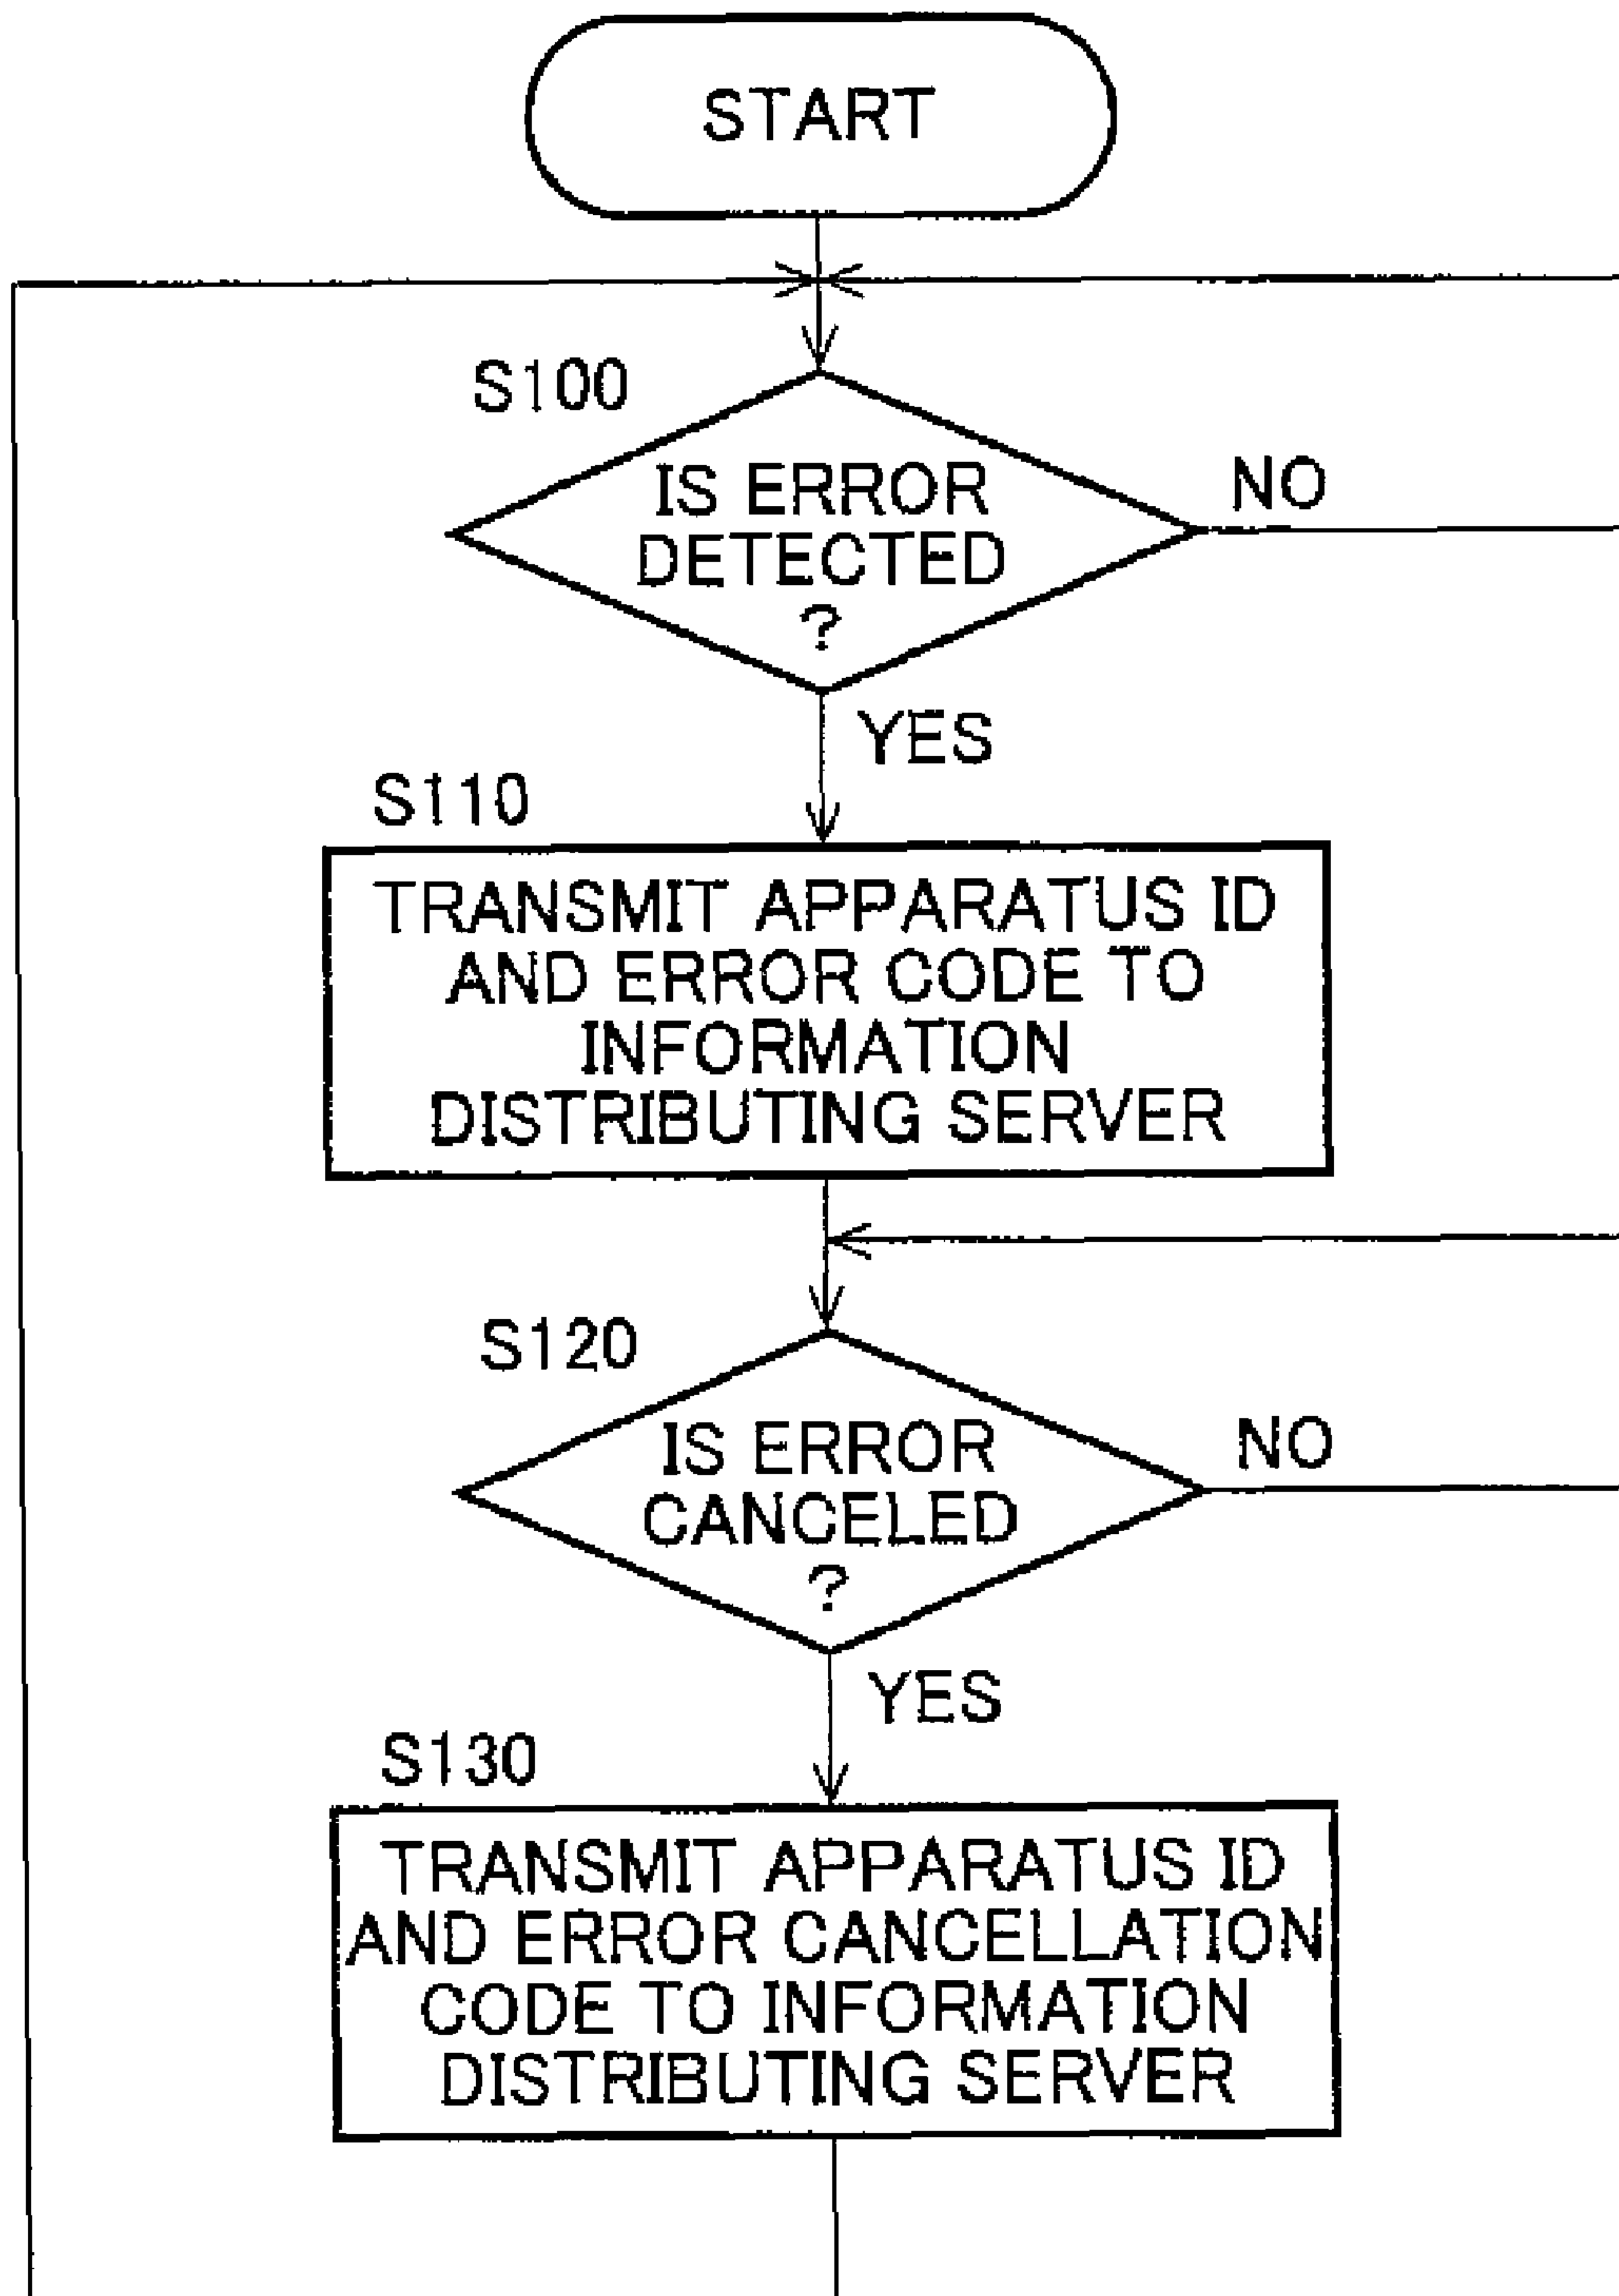 START
S100
IS ERROR
DETECTED
?
NO
YES
S110
TRANSMIT APPARATUS ID
AND ERROR CODE TO
INFORMATION
DISTRIBUTING SERVER
S120
IS ERROR
CANCELED
?
NO
YES
S130
TRANSMIT APPARATUS ID
AND ERROR CANCELLATION
CODE TO INFORMATION
DISTRIBUTING SERVER